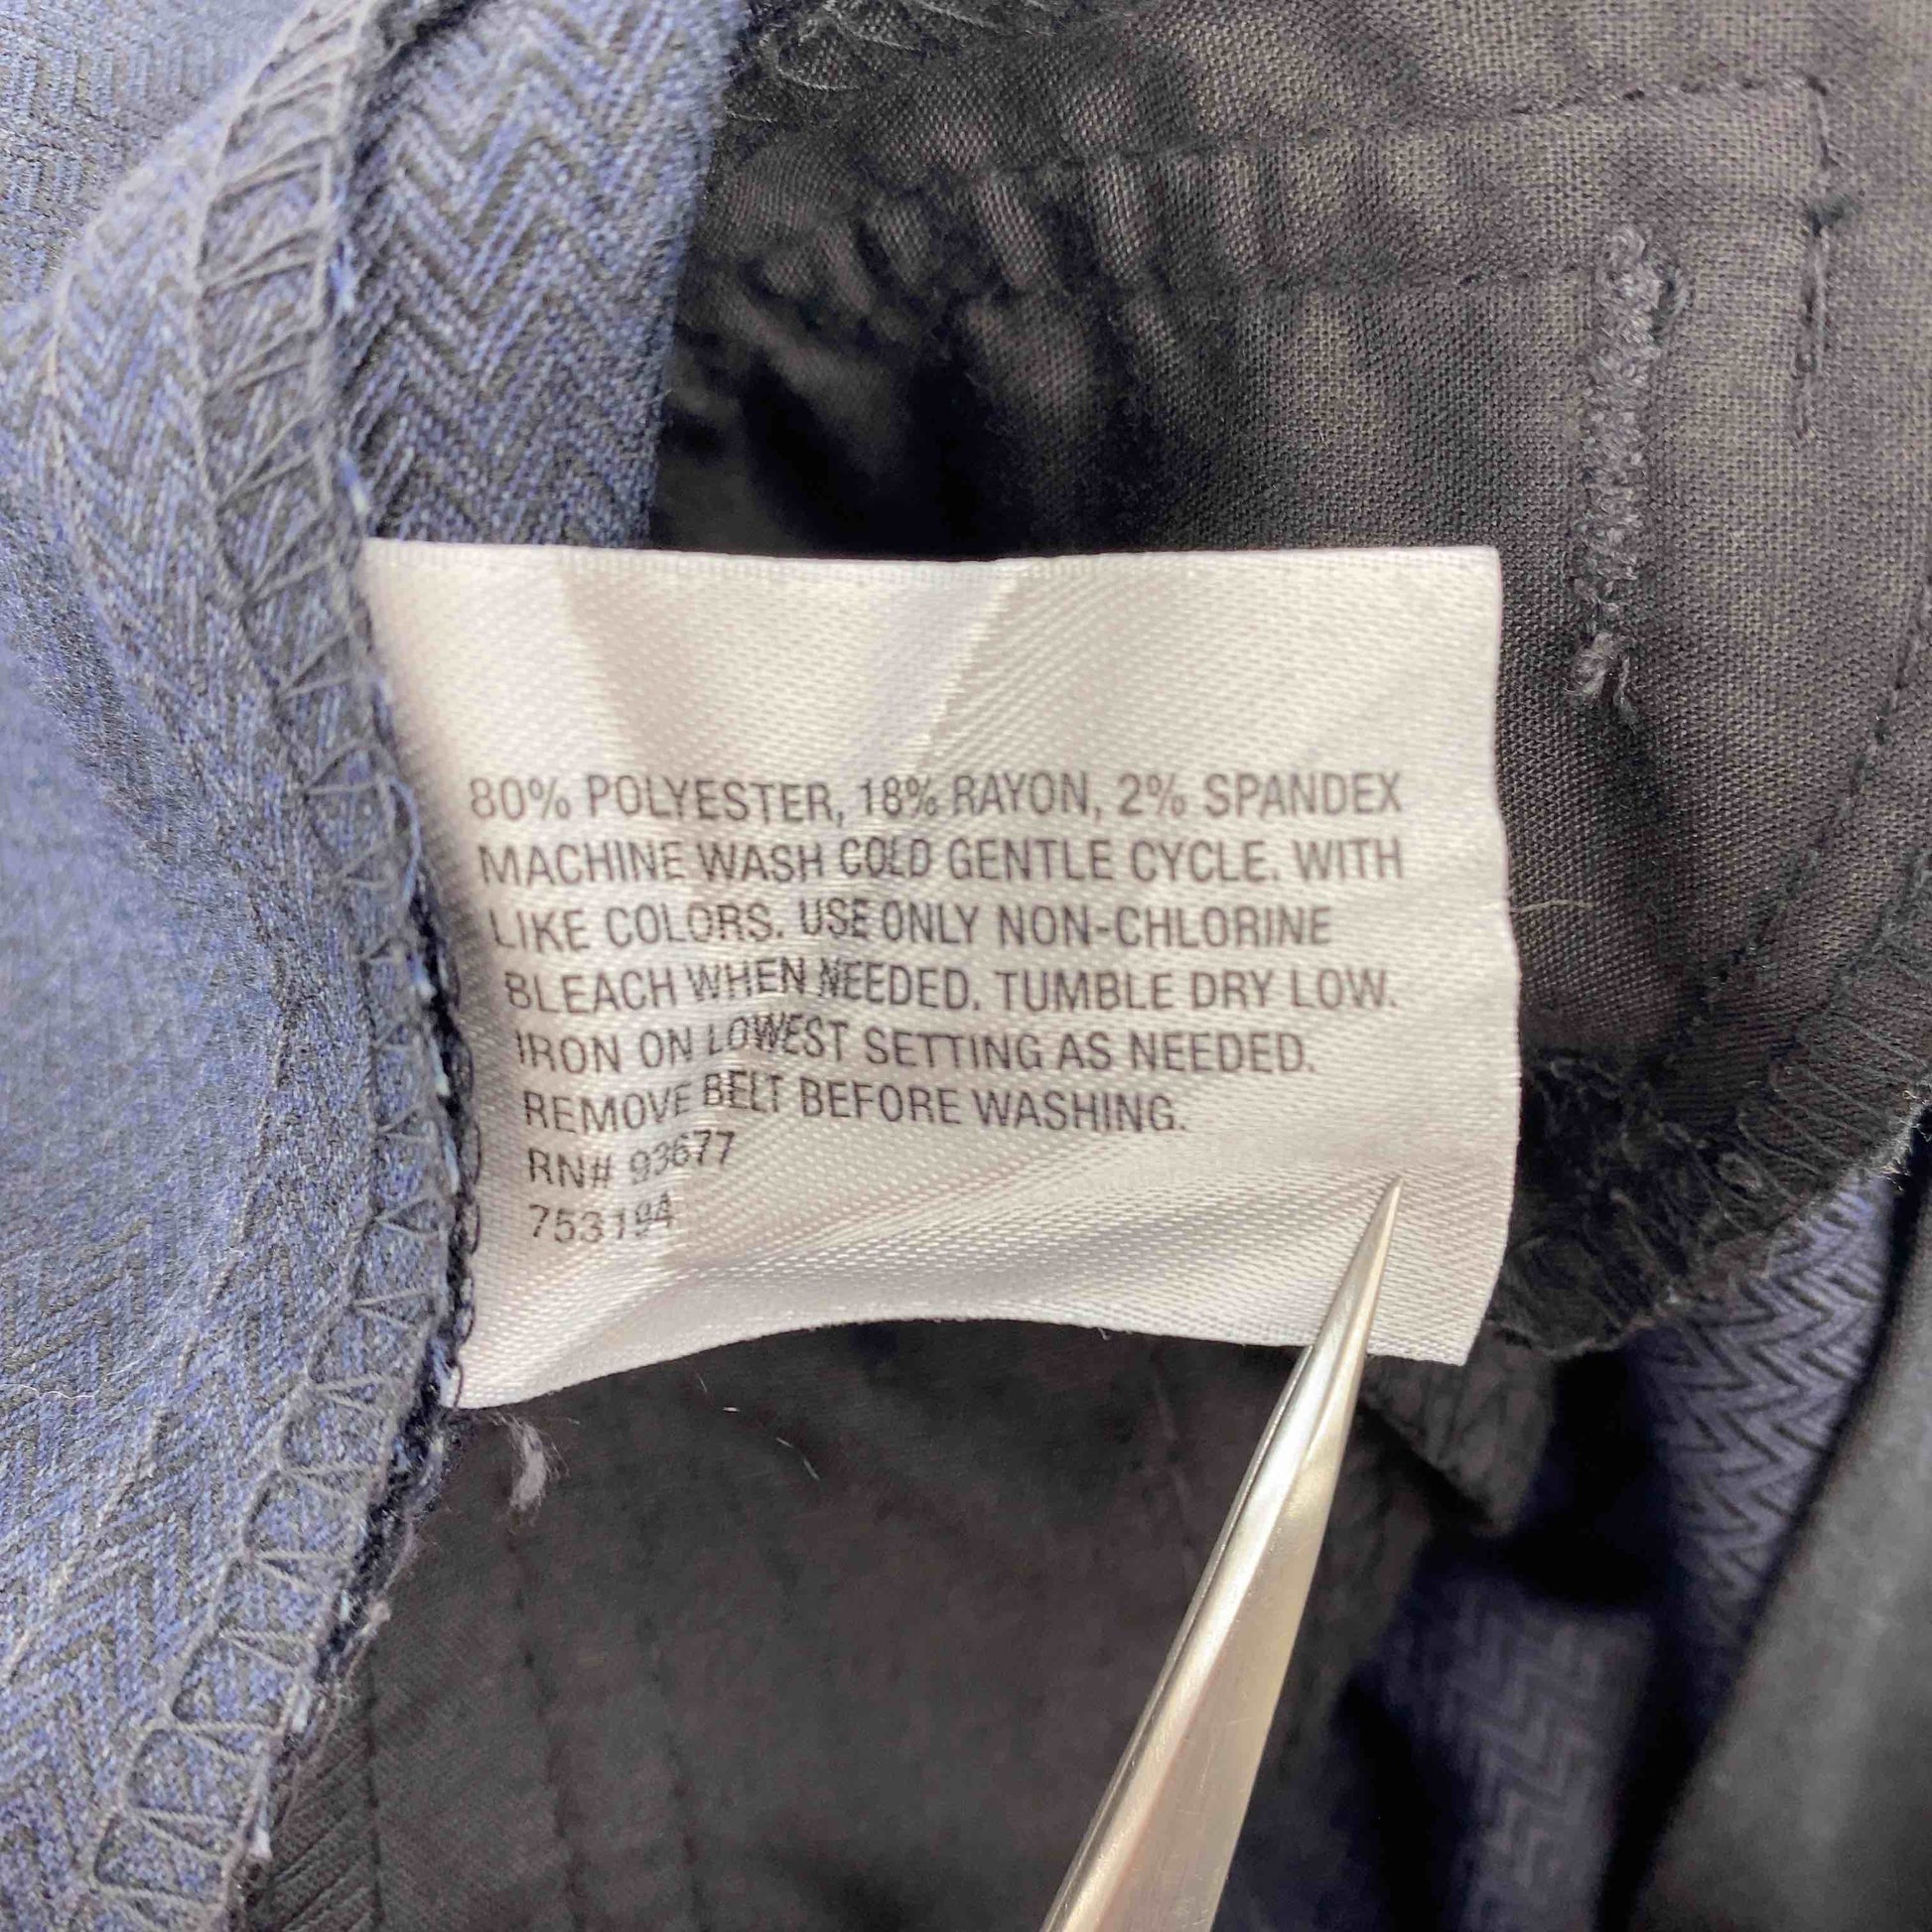 80% POLYESTER, 18% RAYON, 2% SPANDEX
MACHINE WASH COLD GENTLE CYCLE. WITH
LIKE COLORS. USE ONLY NON-CHLORINE
BLEACH WHEN NEEDED. TUMBLE DRY LOW.
IRON ON LOWEST SETTING AS NEEDED.
REMOVE BELT BEFORE WASHING.
RN# 93677
753194